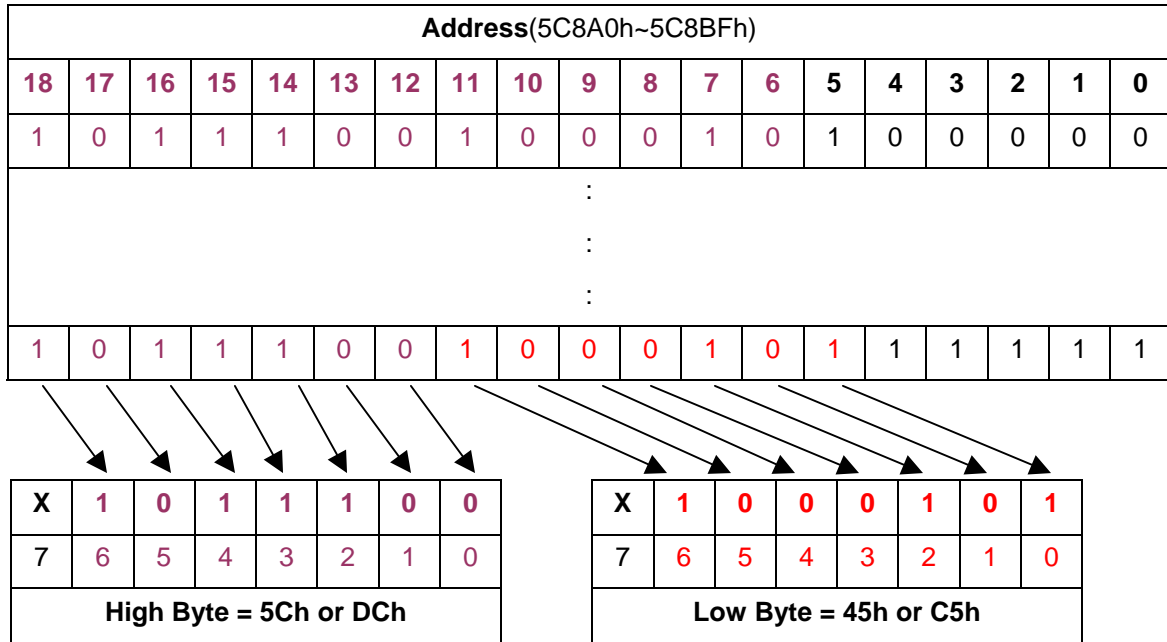 Address(5C8A0h~5C8BFh)
18 17 16 15 14 13 12 11 10 9 8 7 6 5 4 3 2 1 0
1 0 1 1 1 0 0 1 0 0 0 1 0 1 0 0 0 0 0
:
:
:
1 0 1 1 1 0 0 1 0 0 0 1 0 1 1 1 1 1 1
X 1 0 1 1 1 0 0
7 6 5 4 3 2 1 0
High Byte = 5Ch or DCh
X 1 0 0 0 1 0 1
7 6 5 4 3 2 1 0
Low Byte = 45h or C5h